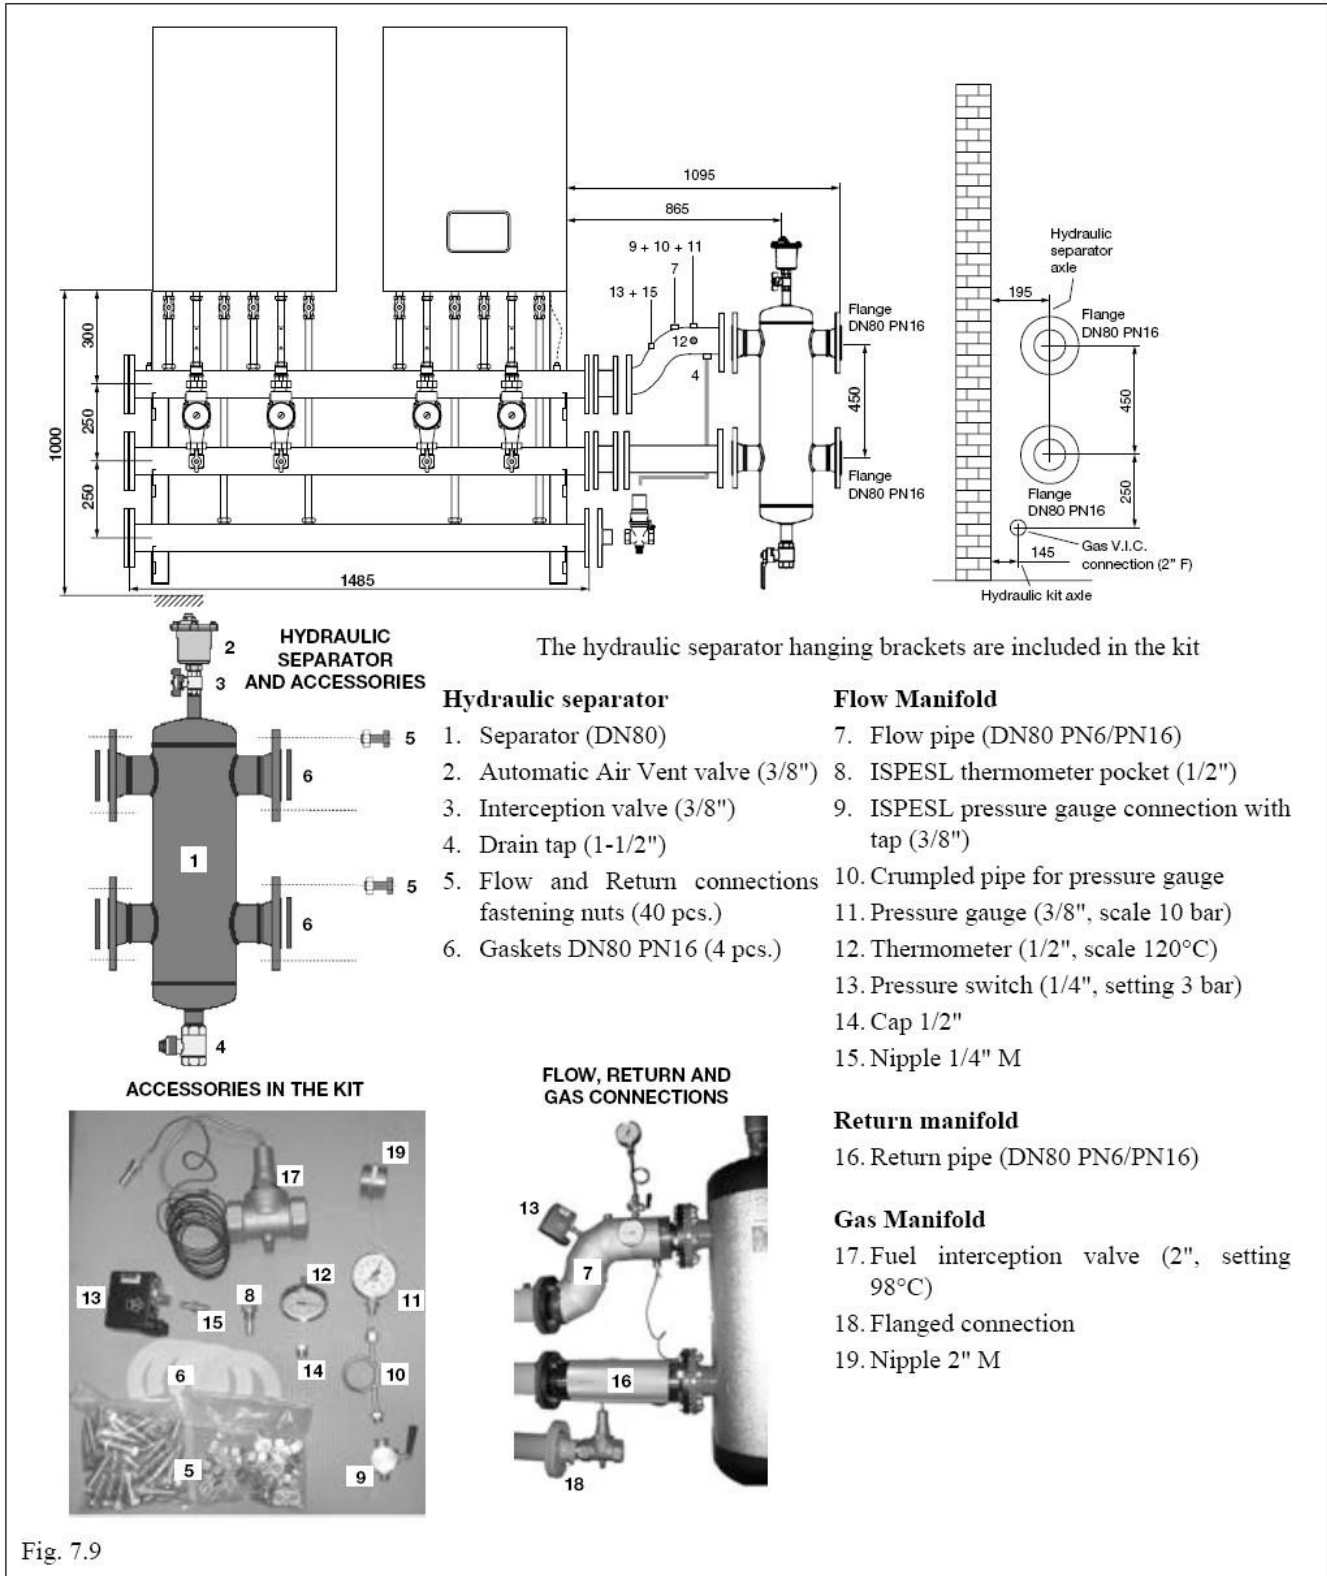 1095
865
9 + 10 + 11
7
13 + 15
12
4
Flange
DN80 PN16
450
Flange
DN80 PN16
300
250
250
1000
1485
Hydraulic
separator
axle
195
Flange
DN80 PN16
450
Flange
DN80 PN16
250
Gas V.I.C.
connection (2" F)
145
Hydraulic kit axle
HYDRAULIC
SEPARATOR
AND ACCESSORIES
2
3
5
6
1
5
6
4
The hydraulic separator hanging brackets are included in the kit
Hydraulic separator
1. Separator (DN80)
2. Automatic Air Vent valve (3/8")
3. Interception valve (3/8")
4. Drain tap (1-1/2")
5. Flow and Return connections
fastening nuts (40 pcs.)
6. Gaskets DN80 PN16 (4 pcs.)
Flow Manifold
7. Flow pipe (DN80 PN6/PN16)
8. ISPESL thermometer pocket (1/2")
9. ISPESL pressure gauge connection with
tap (3/8")
10. Crumpled pipe for pressure gauge
11. Pressure gauge (3/8", scale 10 bar)
12. Thermometer (1/2", scale 120°C)
13. Pressure switch (1/4", setting 3 bar)
14. Cap 1/2"
15. Nipple 1/4" M
Return manifold
16. Return pipe (DN80 PN6/PN16)
Gas Manifold
17. Fuel interception valve (2", setting
98°C)
18. Flanged connection
19. Nipple 2" M
ACCESSORIES IN THE KIT
19
17
12
13
8
11
15
14
10
6
5
9
FLOW, RETURN AND
GAS CONNECTIONS
13
7
16
18
Fig. 7.9